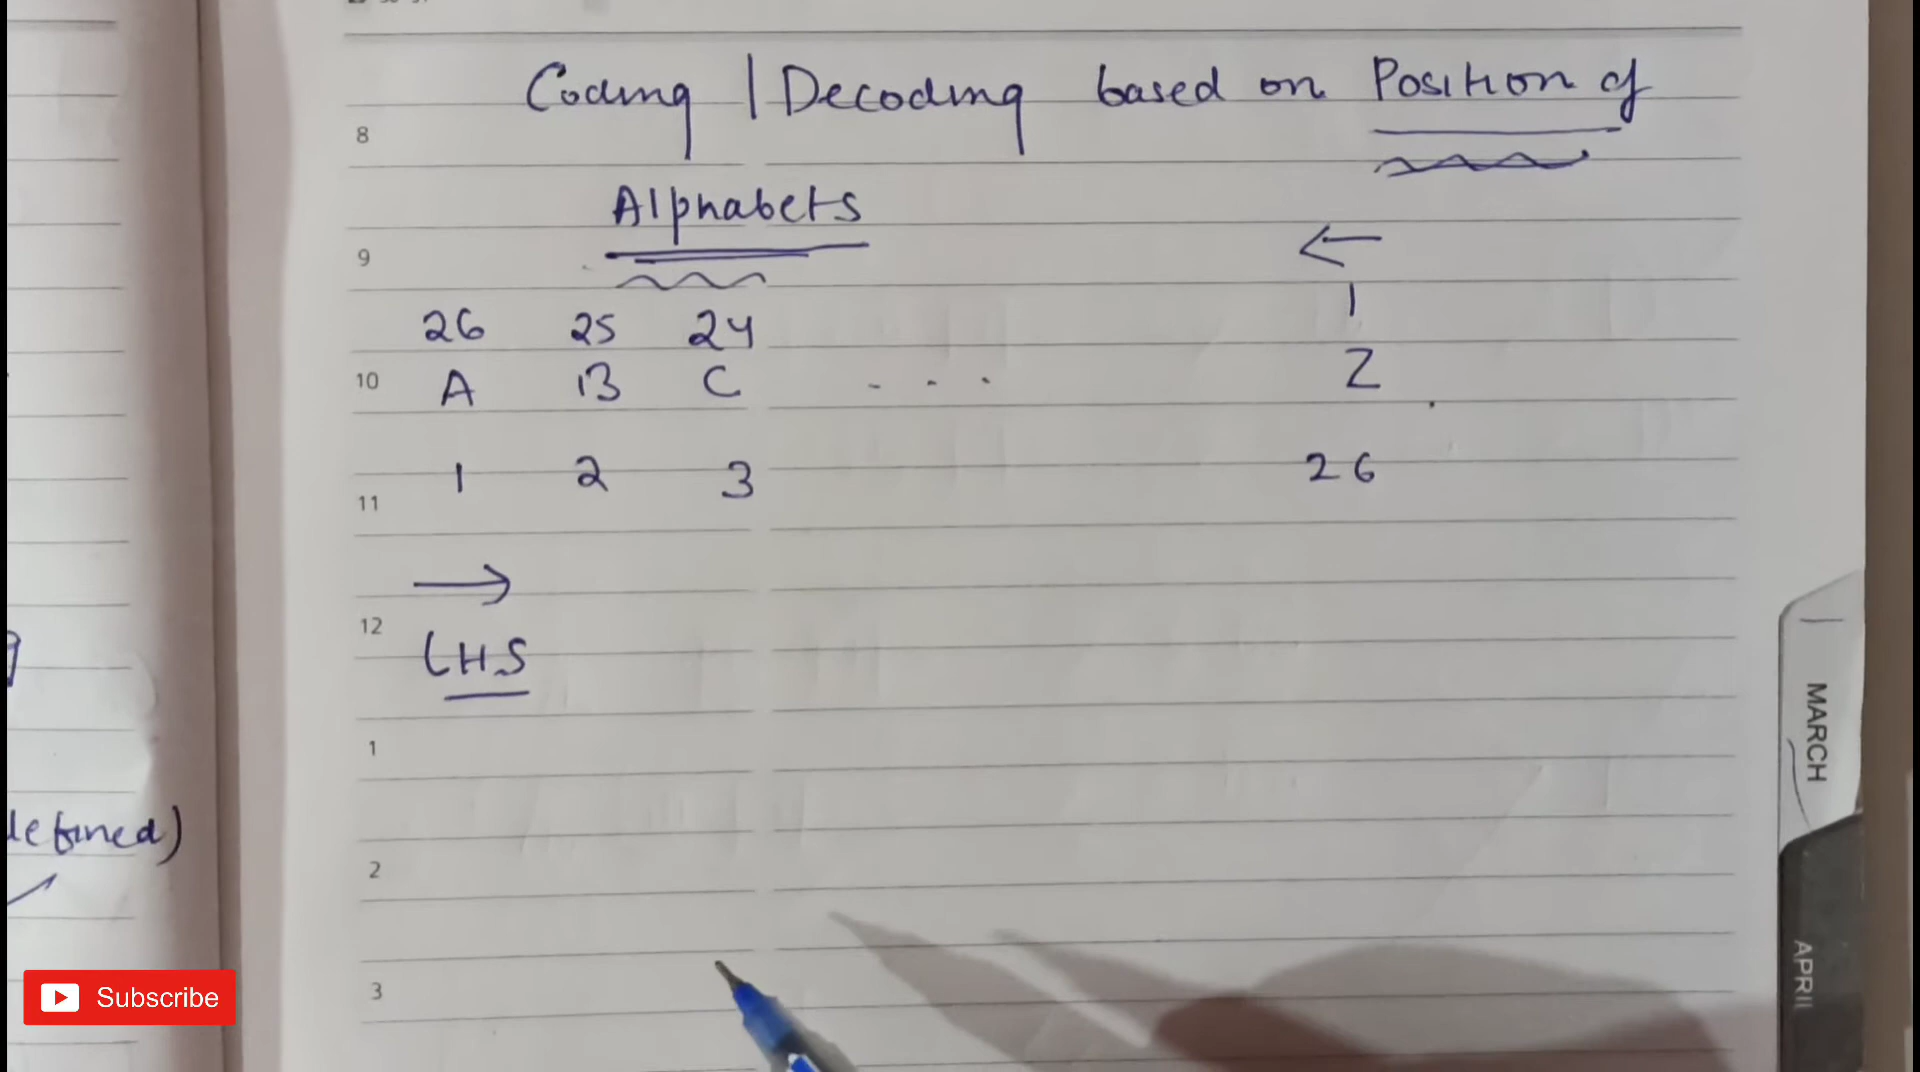 Coding | Decoding based on Position of
8
Alphabets
9
←
26 25 24 1
10 A B C - - - Z
1 2 3 26
11
→
12
LHS
1
defined)
2
3
Subscribe
MARCH
APRIL